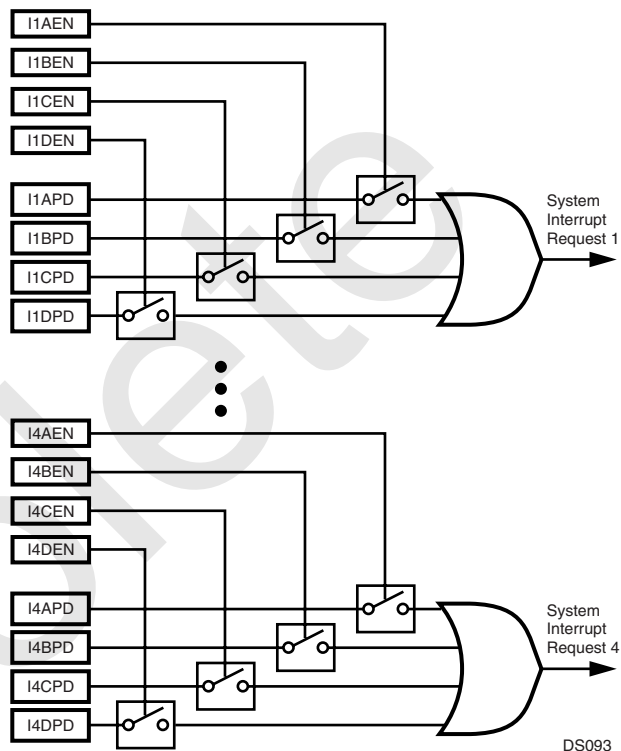 I1AEN
I1BEN
I1CEN
I1DEN
I1APD
I1BPD
I1CPD
I1DPD
System
Interrupt
Request 1
I4AEN
I4BEN
I4CEN
I4DEN
I4APD
I4BPD
I4CPD
I4DPD
System
Interrupt
Request 4
DS093